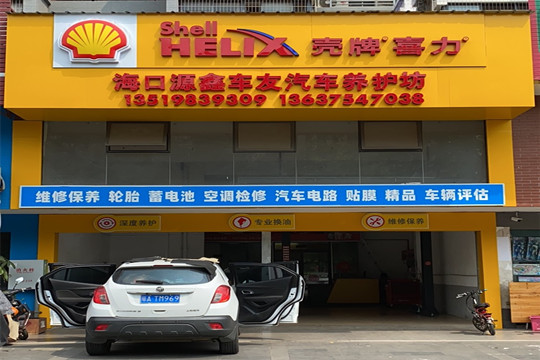 Shell
HELIX 壳牌 喜力
海口源鑫车友汽车养护坊
13519839309 13637547038
维修保养 轮胎 蓄电池 空调检修 汽车电路 贴膜 精品 车辆评估
深度养护 专业换油 维修保养